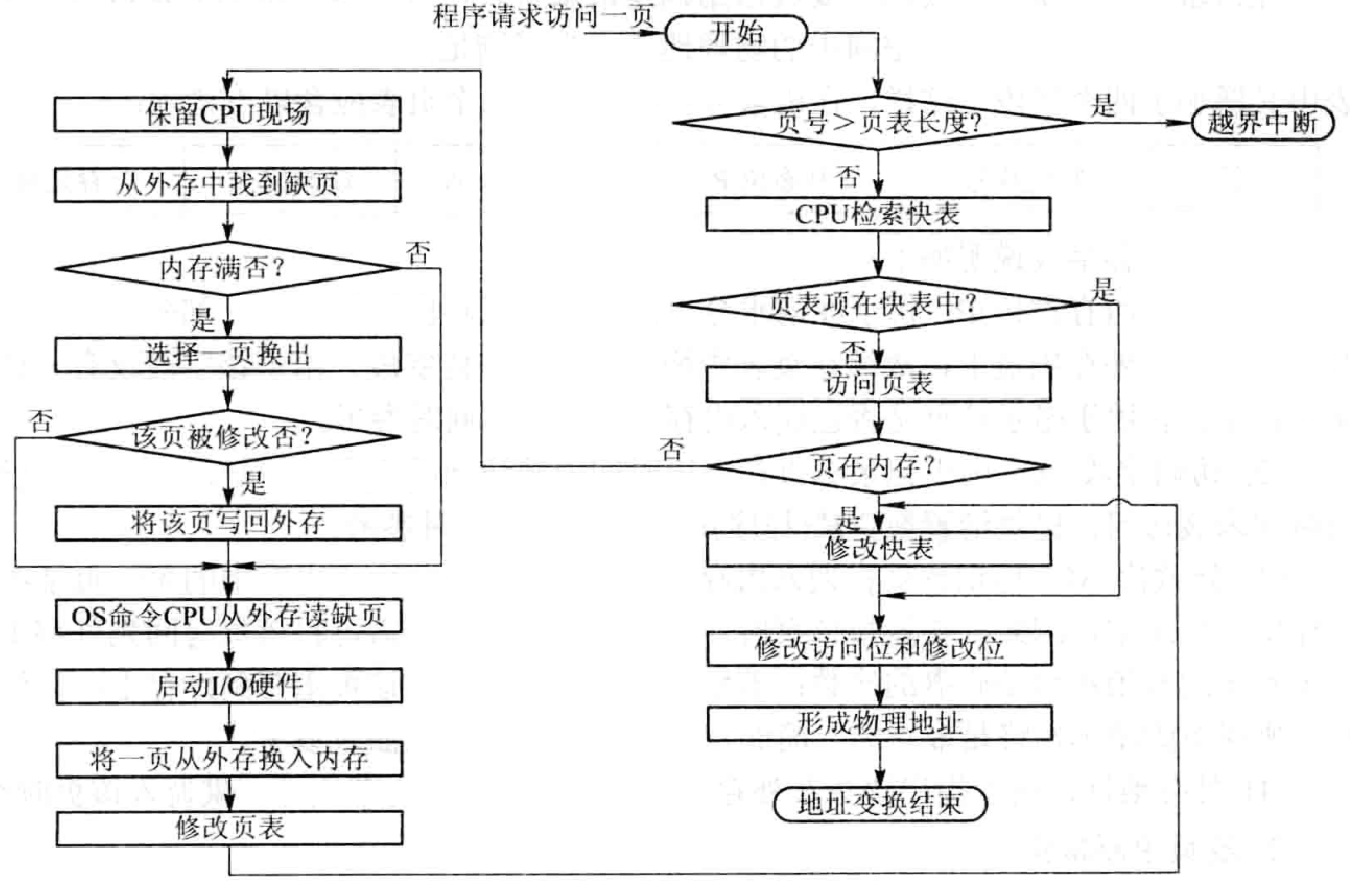 程序请求访问一页
开始
页号＞页表长度？
是
越界中断
否
CPU检索快表
页表项在快表中？
是
否
访问页表
页在内存？
否
是
修改快表
修改访问位和修改位
形成物理地址
地址变换结束
保留CPU现场
从外存中找到缺页
内存满否？
否
是
选择一页换出
该页被修改否？
否
是
将该页写回外存
OS命令CPU从外存读缺页
启动I/O硬件
将一页从外存换入内存
修改页表